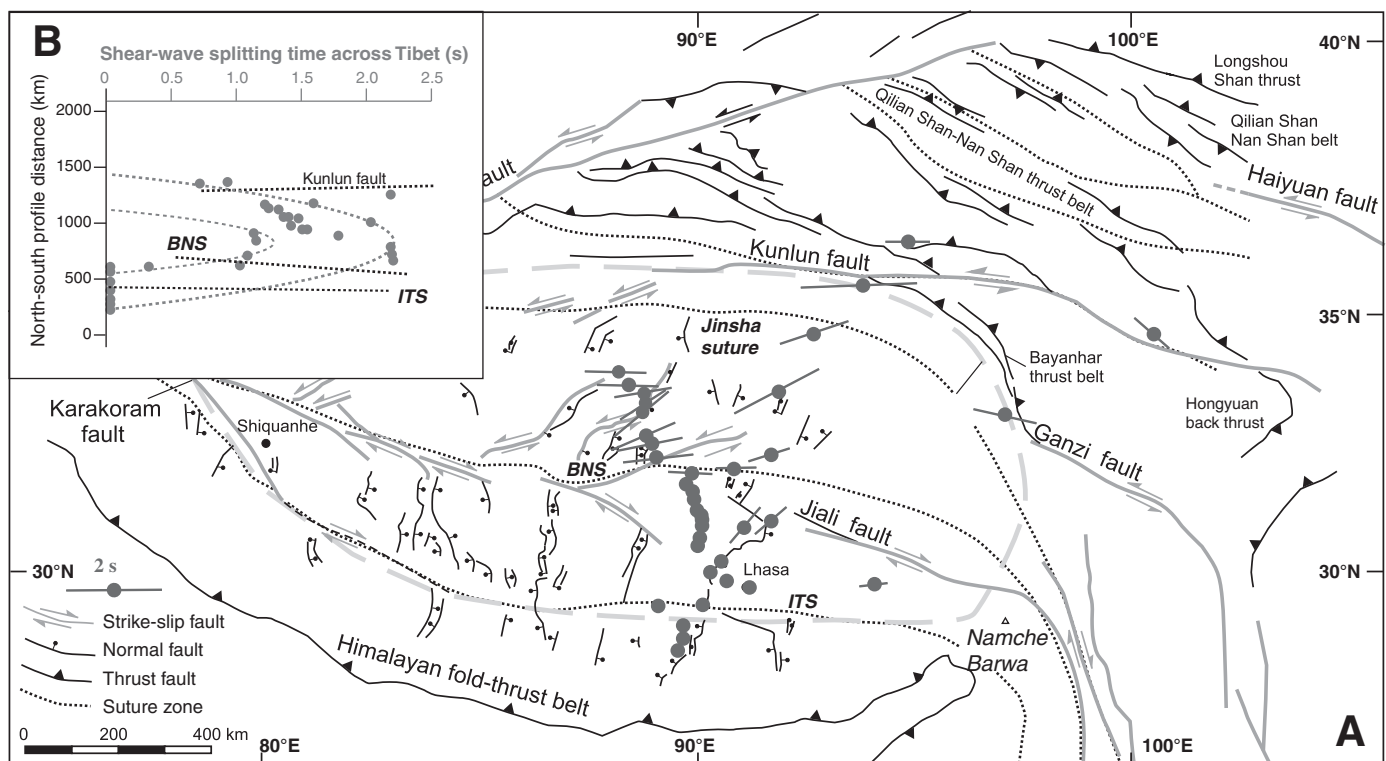 B
Shear-wave splitting time across Tibet (s)
0 0.5 1.0 1.5 2.0 2.5
North-south profile distance (km)
2000
1500
1000
500
0
Kunlun fault
BNS
ITS
90°E
100°E
40°N
Longshou
Shan thrust
Qilian Shan
Nan Shan belt
Qilian Shan-Nan Shan thrust belt
Haiyuan fault
ault
Kunlun fault
35°N
Jinsha
suture
Bayanhar
thrust belt
Hongyuan
back thrust
Karakoram
fault
Shiquanhe
BNS
Ganzi fault
Jiali fault
30°N
30°N
Lhasa
ITS
Namche
Barwa
Himalayan fold-thrust belt
2 s
Strike-slip fault
Normal fault
Thrust fault
Suture zone
0 200 400 km
80°E
90°E
100°E
A